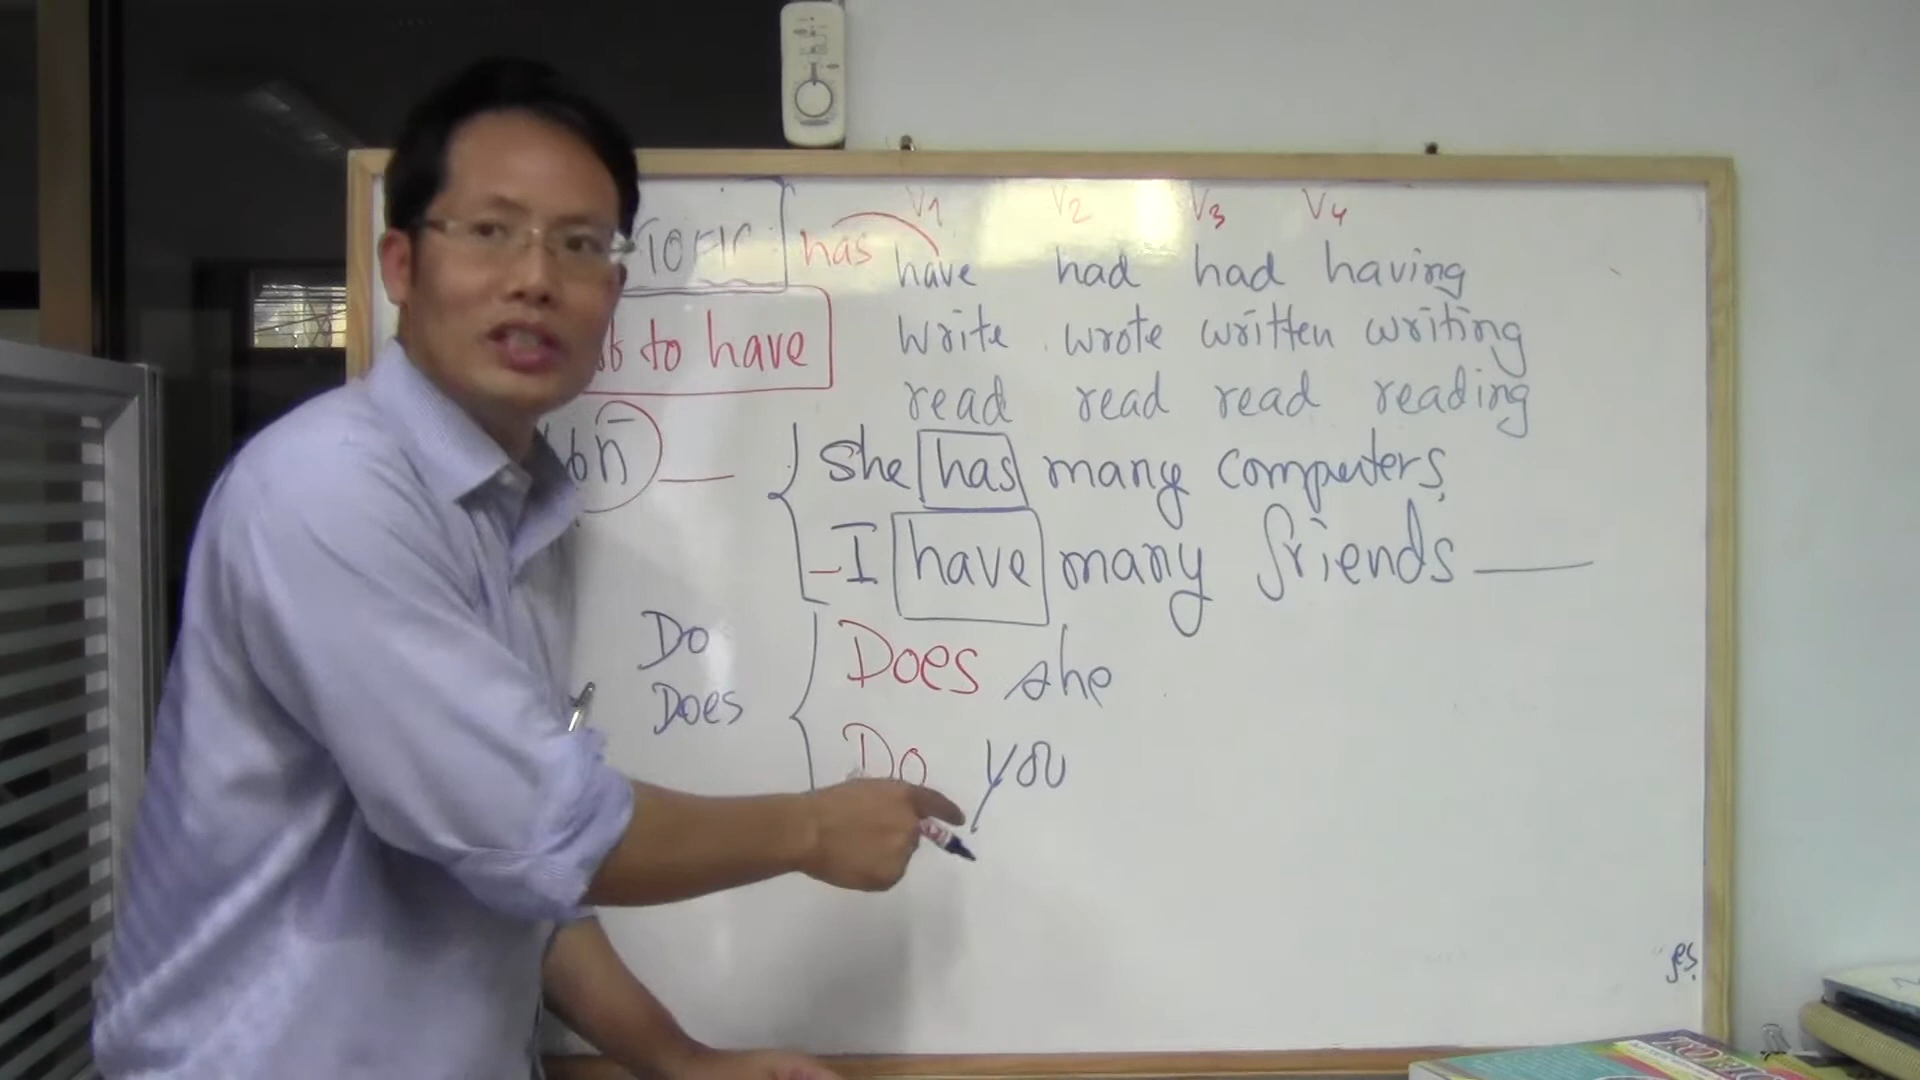 V1 V2 V3 V4
has have had had having
to have write wrote written writing
read read read reading
She has many computers,
- I have many friends
Do Does she
Does
Do you